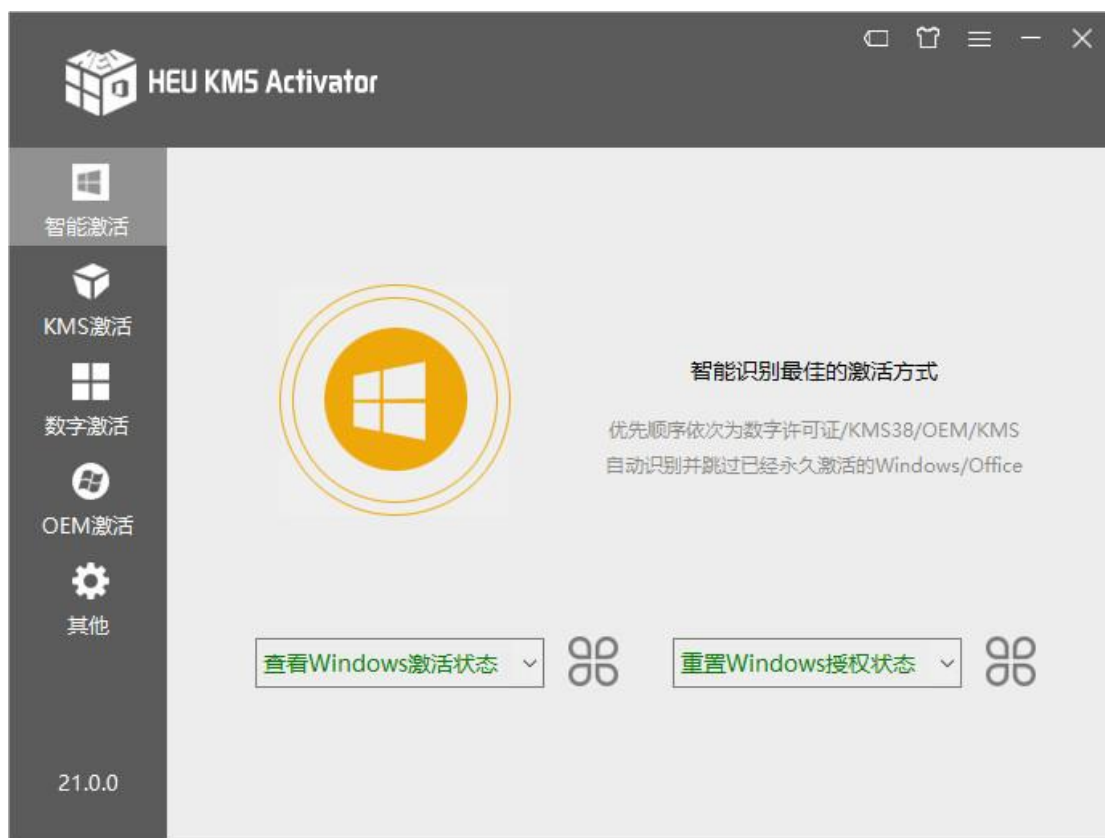 HEU KMS Activator
智能激活
KMS激活
数字激活
OEM激活
其他
21.0.0
智能识别最佳的激活方式
优先顺序依次为数字许可证/KMS38/OEM/KMS
自动识别并跳过已经永久激活的Windows/Office
查看Windows激活状态
重置Windows授权状态